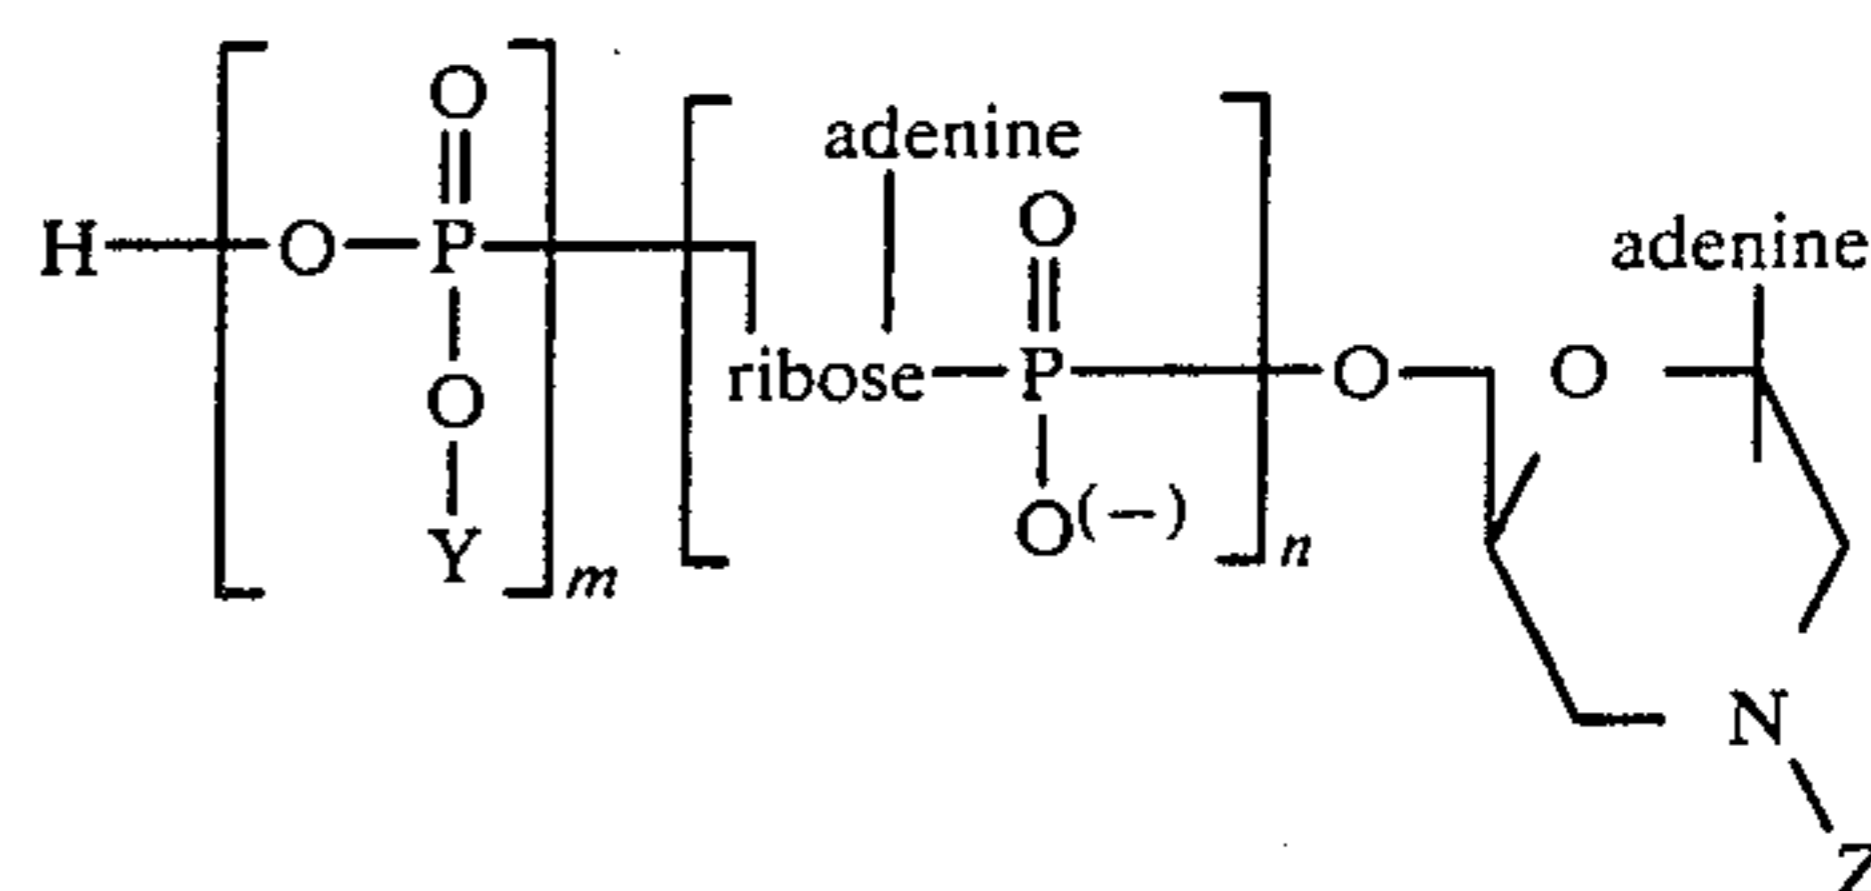 O
adenine
O
adenine
H O P
ribose P O O
O
O(−)
Y
m
n
N
Z